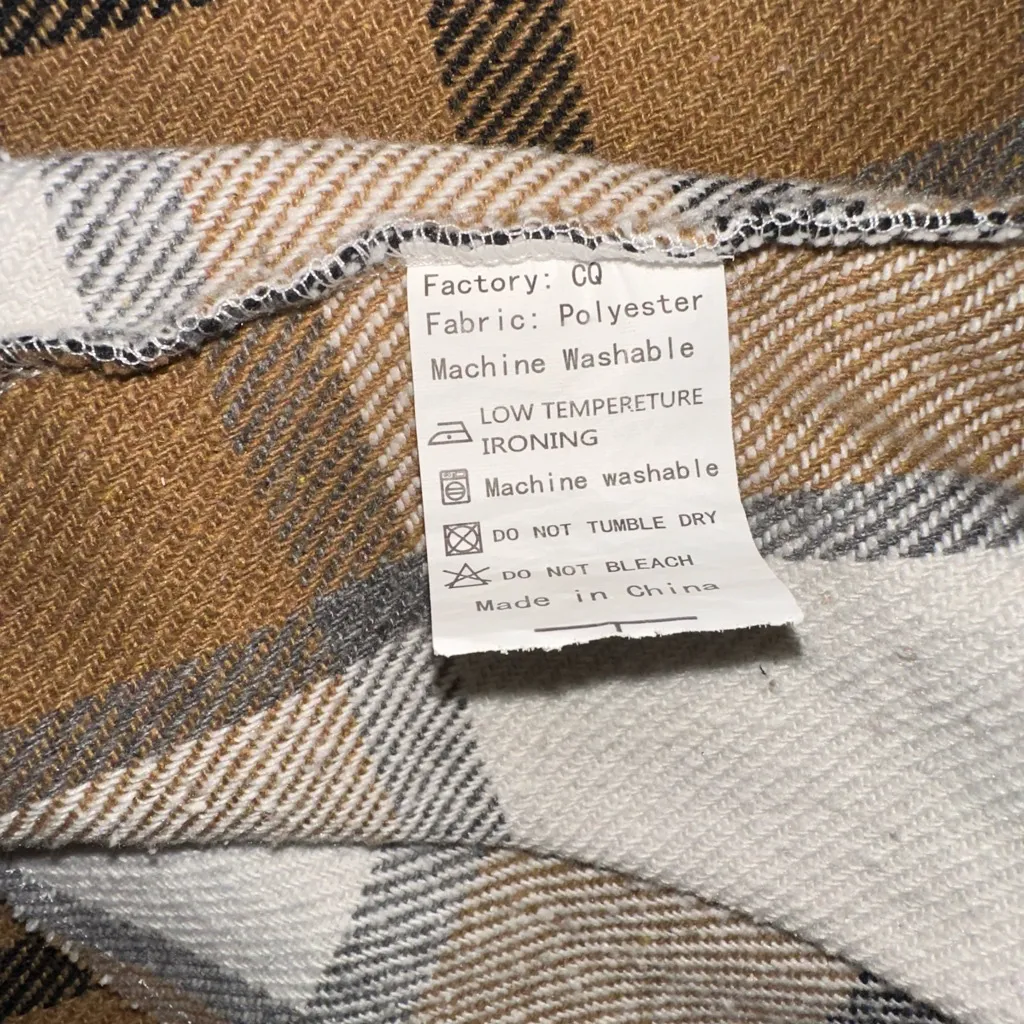 Factory: CQ
Fabric: Polyester
Machine Washable
LOW TEMPERETURE
IRONING
Machine washable
DO NOT TUMBLE DRY
DO NOT BLEACH
Made in China